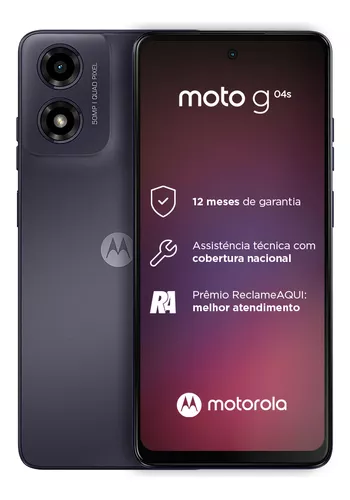 50MP | QUAD PIXEL
moto g 04s
12 meses de garantia
Assistência técnica com
cobertura nacional
RA
Prêmio ReclameAQUI:
melhor atendimento
motorola